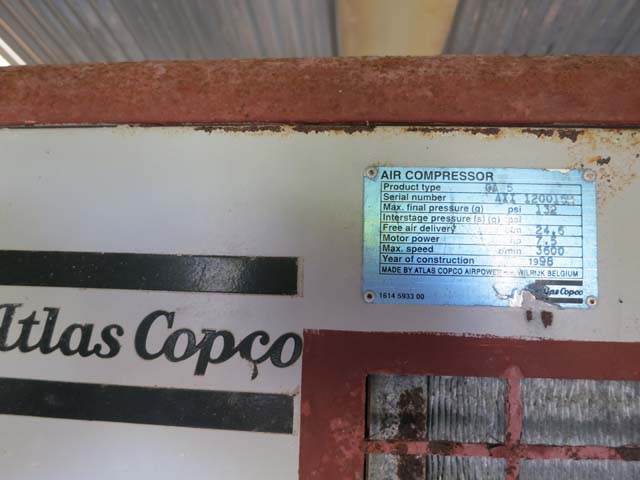 AIR COMPRESSOR
Product type GA 5
Serial number
Max. final pressure (g) psi 132
Interstage pressure (s) (g) psi
Free air delivery cfm 24,6
Motor power hp 7,5
Max. speed r/min 3600
Year of construction 1998
MADE BY ATLAS COPCO AIRPOWER WILRIJK BELGIUM
1614 5933 00 Atlas Copco
Atlas Copco